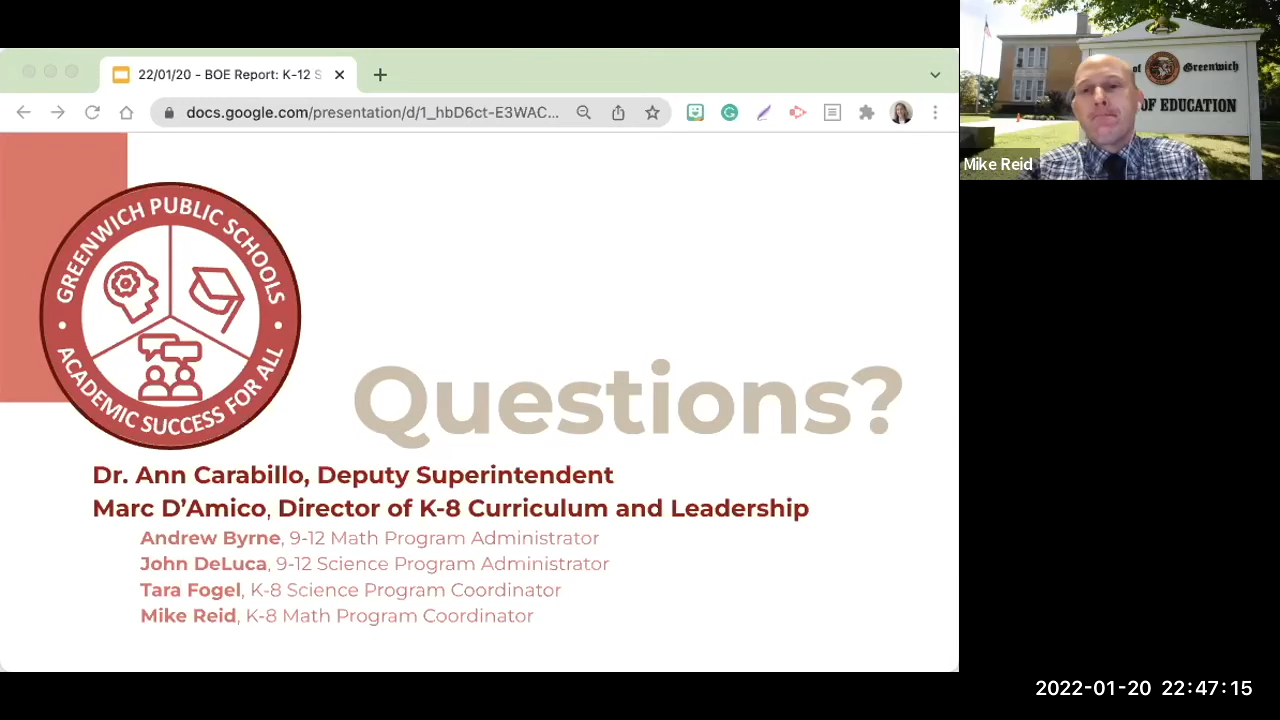 22/01/20 - BOE Report: K-12 S
docs.google.com/presentation/d/1_hbD6ct-E3WAC...
of Greenwich
OF EDUCATION
Mike Reid
GREENWICH PUBLIC SCHOOLS
ACADEMIC SUCCESS FOR ALL
Questions?
Dr. Ann Carabillo, Deputy Superintendent
Marc D’Amico, Director of K-8 Curriculum and Leadership
Andrew Byrne, 9-12 Math Program Administrator
John DeLuca, 9-12 Science Program Administrator
Tara Fogel, K-8 Science Program Coordinator
Mike Reid, K-8 Math Program Coordinator
2022-01-20 22:47:15